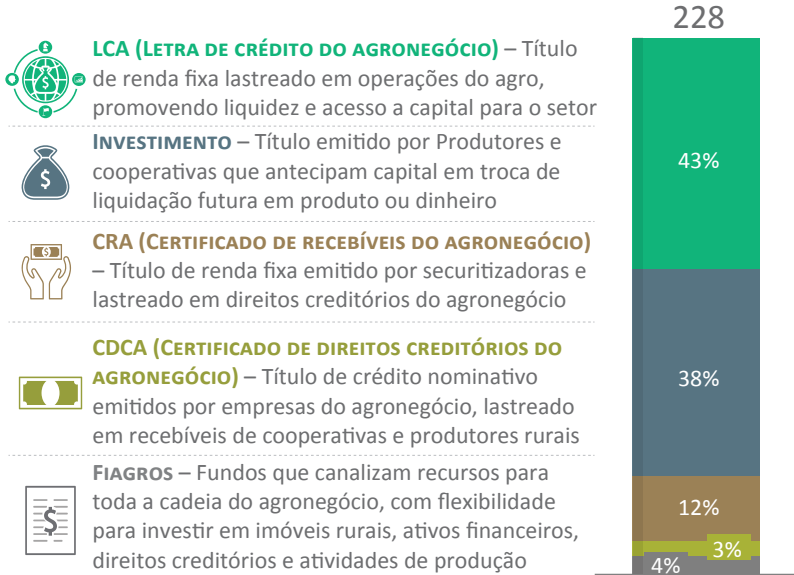 228
LCA (Letra de crédito do agronegócio) – Título
de renda fixa lastreado em operações do agro,
promovendo liquidez e acesso a capital para o setor
Investimento – Título emitido por Produtores e
cooperativas que antecipam capital em troca de
liquidação futura em produto ou dinheiro
CRA (Certificado de recebíveis do agronegócio)
– Título de renda fixa emitido por securitizadoras e
lastreado em direitos creditórios do agronegócio
CDCA (Certificado de direitos creditórios do
agronegócio) – Título de crédito nominativo
emitidos por empresas do agronegócio, lastreado
em recebíveis de cooperativas e produtores rurais
Fiagros – Fundos que canalizam recursos para
toda a cadeia do agronegócio, com flexibilidade
para investir em imóveis rurais, ativos financeiros,
direitos creditórios e atividades de produção
43%
38%
12%
3%
4%